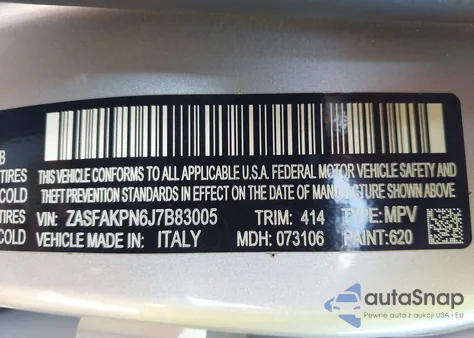 B
TIRES
COLD
TIRES
COLD
THIS VEHICLE CONFORMS TO ALL APPLICABLE U.S.A. FEDERAL MOTOR VEHICLE SAFETY AND
THEFT PREVENTION STANDARDS IN EFFECT ON THE DATE OF MANUFACTURE SHOWN ABOVE.
VIN: ZASFAKPN6J7B83005 TRIM: 414 TYPE: MPV
VEHICLE MADE IN: ITALY MDH: 073106 PAINT: 620
autoSnap
Pewne auta z aukcji USA i EU